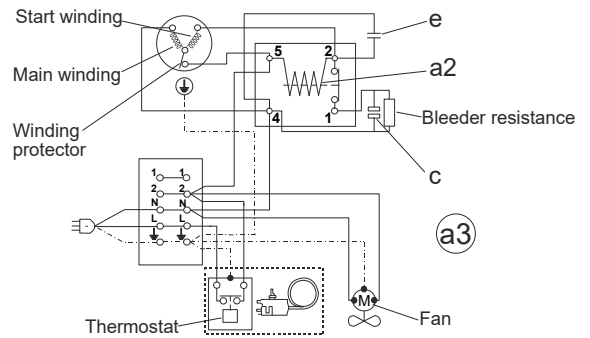 Start winding
e
5 2
a2
Main winding
Bleeder resistance
4 1
Winding
protector
c
1 1
2 2
N N
L L
a3
M
Fan
Thermostat